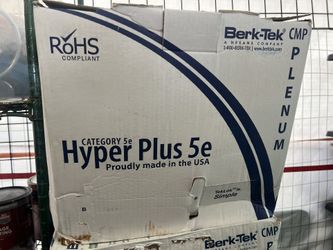 RoHS
COMPLIANT
Berk-Tek
A NEXANS COMPANY
CMP
PLENUM
CATEGORY 5e
Hyper Plus 5e
Proudly made in the USA
Simple
Berk-Tek
CMP